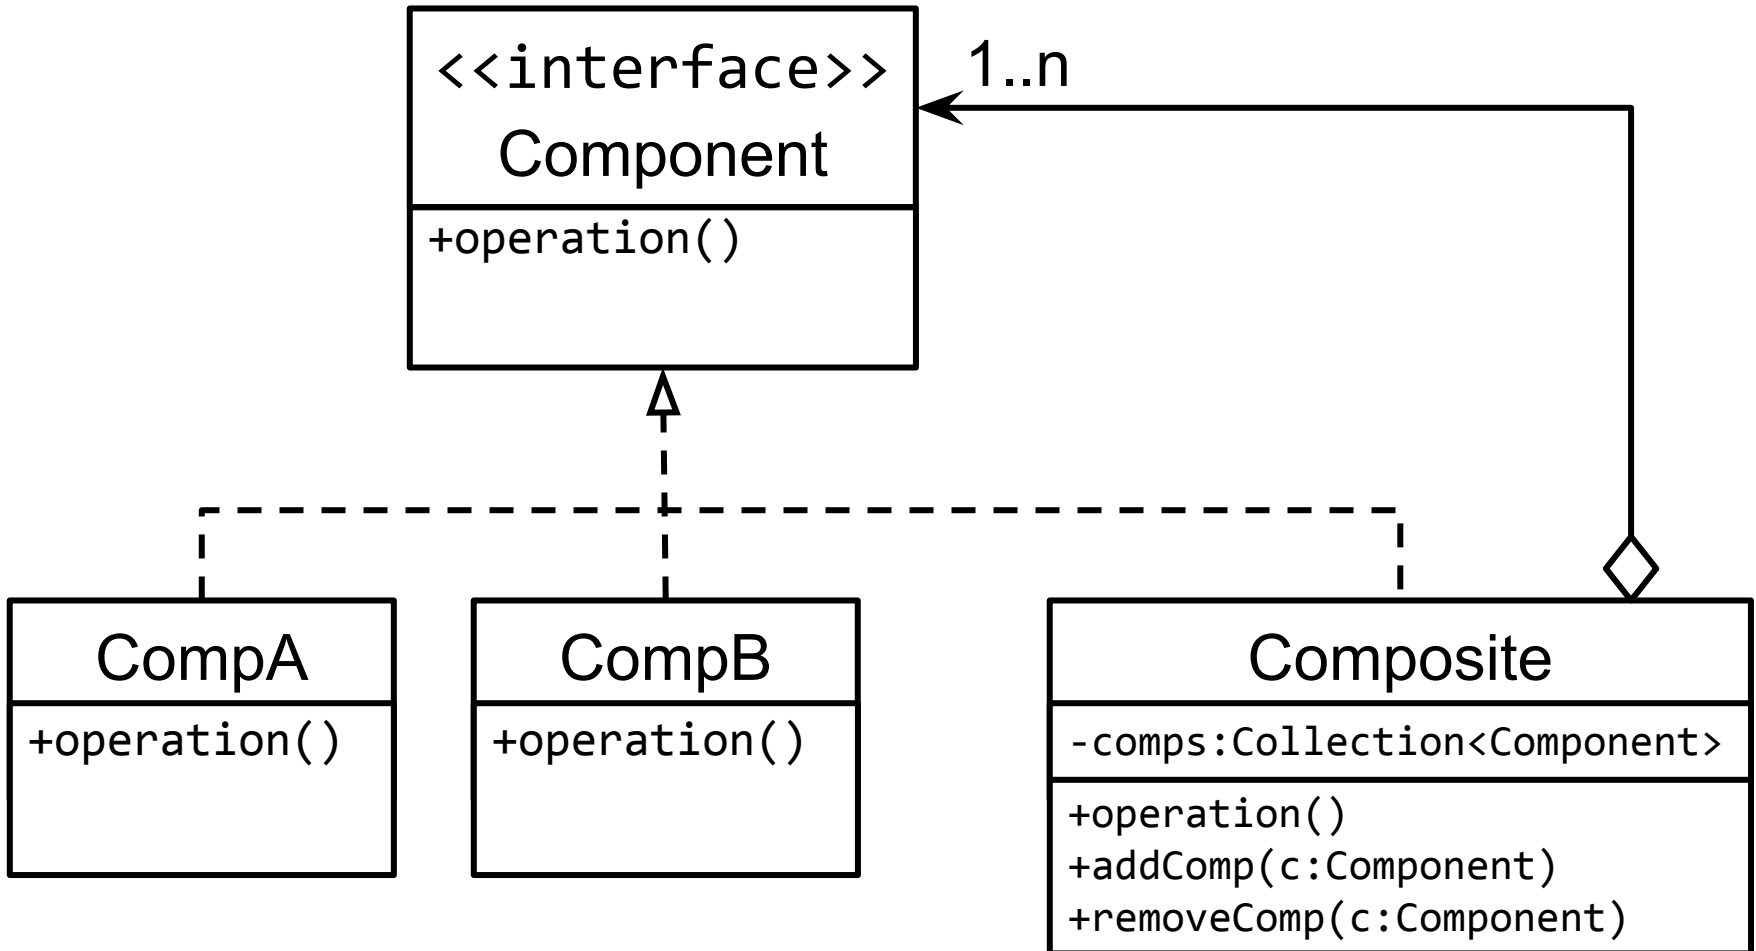 <<interface>>
Component
1..n
+operation()
CompA
+operation()
CompB
+operation()
Composite
-comps:Collection<Component>
+operation()
+addComp(c:Component)
+removeComp(c:Component)